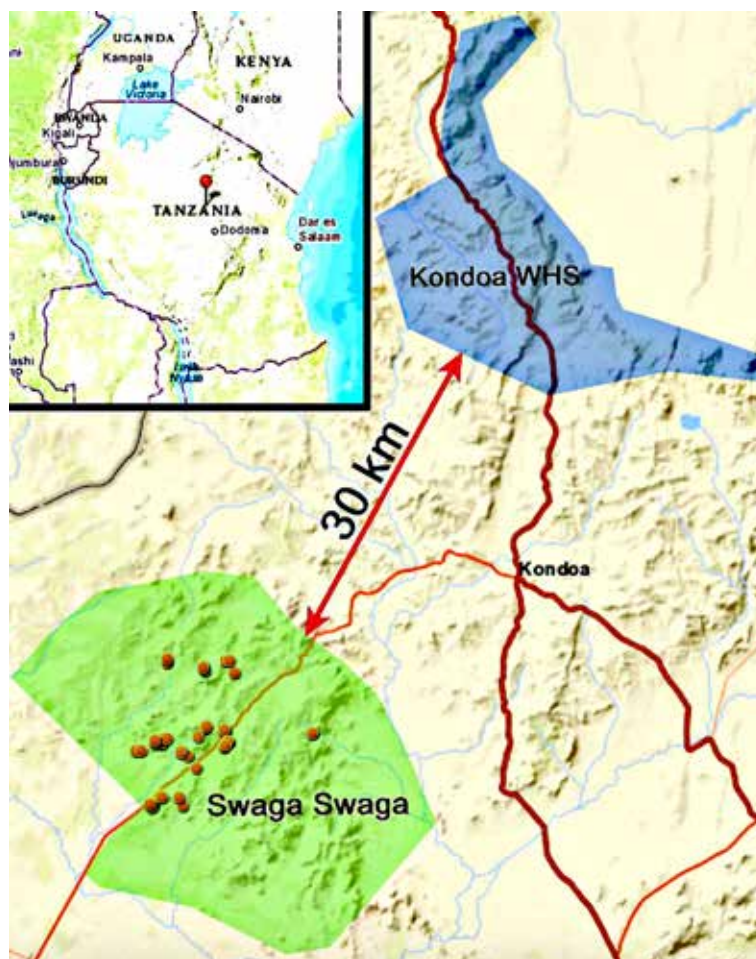 UGANDA
Kampala
KENYA
Lake
Victoria
Nairobi
RWANDA
Kigali
jumbura
BURUNDI
TANZANIA
Dodoma
Dar es
Salaam
Kondoa WHS
30 km
Kondoa
Swaga Swaga